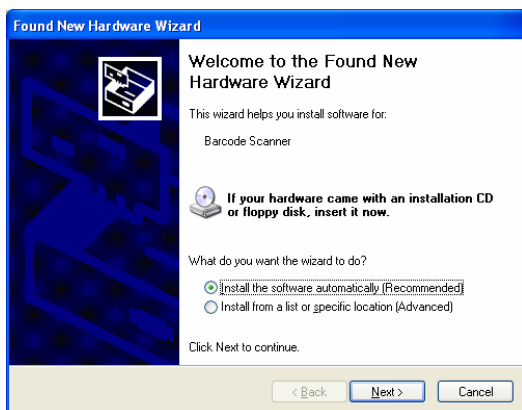 Found New Hardware Wizard
Welcome to the Found New
Hardware Wizard
This wizard helps you install software for:
Barcode Scanner
If your hardware came with an installation CD
or floppy disk, insert it now.
What do you want the wizard to do?
Install the software automatically (Recommended)
Install from a list or specific location (Advanced)
Click Next to continue.
< Back
Next >
Cancel